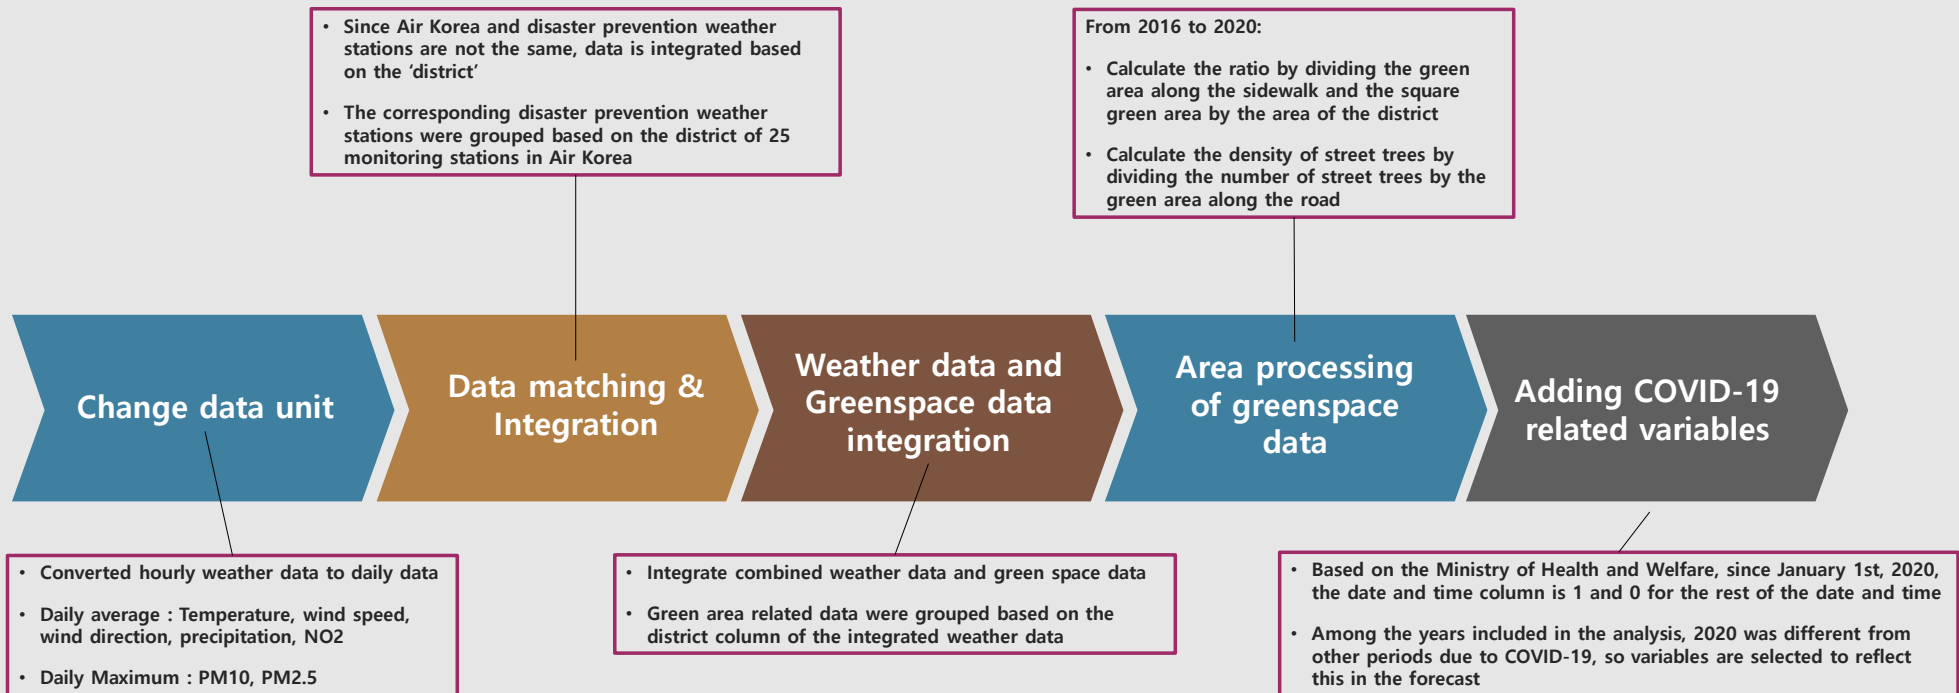 • Since Air Korea and disaster prevention weather
stations are not the same, data is integrated based
on the ‘district’
• The corresponding disaster prevention weather
stations were grouped based on the district of 25
monitoring stations in Air Korea
From 2016 to 2020:
• Calculate the ratio by dividing the green
area along the sidewalk and the square
green area by the area of the district
• Calculate the density of street trees by
dividing the number of street trees by the
green area along the road
Change data unit
Data matching &
Integration
Weather data and
Greenspace data
integration
Area processing
of greenspace
data
Adding COVID-19
related variables
• Converted hourly weather data to daily data
• Daily average : Temperature, wind speed,
wind direction, precipitation, NO2
• Daily Maximum : PM10, PM2.5
• Integrate combined weather data and green space data
• Green area related data were grouped based on the
district column of the integrated weather data
• Based on the Ministry of Health and Welfare, since January 1st, 2020,
the date and time column is 1 and 0 for the rest of the date and time
• Among the years included in the analysis, 2020 was different from
other periods due to COVID-19, so variables are selected to reflect
this in the forecast